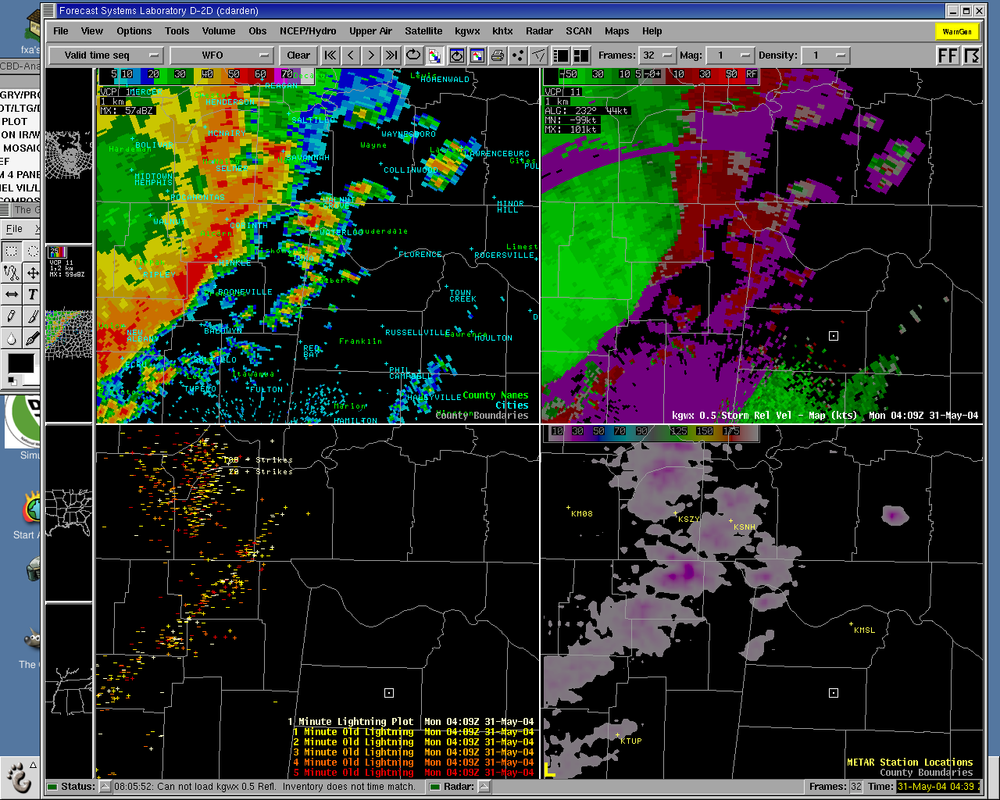 Forecast Systems Laboratory D-2D (cdarden)
File View Options Tools Volume Obs NCEP/Hydro Upper Air Satellite kgwx khtx Radar SCAN Maps Help
WarnGen
Valid time seq WFO Clear Frames: 32 Mag: 1 Density: 1 FF
fxa's
CBD-Ana
GRY/PRO
OT/LTG/D
PLOT
ON IR/W
MOSAIC
EF
M 4 PANE
NEL VIL/L
COMPOS
The G
File
Simu
Start A
The G
VCP 11
MX: 59dBZ
5 10 20 30 40 50 60 70
VCP 11
MERCER
1 km
MX: 57dBZ
REAGAN
HOHENWALD
HENDERSON
SALTILLO
WAYNESBORO
MCNAIRY
Wayne
Hardeman
BOLIVAR
SAVANNAH
LAWRENCEBURG
Giles
SELMER
COLLINWOOD
MIDTOWN
MEMPHIS
POCAHONTAS
WALNUT
GROVE
MINOR
HILL
CORINTH
WATERLOO
Lauderdale
Limest
FLORENCE
ROGERSVILLE
Tishomingo
RIPLEY
BOONEVILLE
TOWN
CREEK
BALDWYN
RUSSELLVILLE
Lawrence
MOULTON
NEW
ALBANY
Franklin
RED
BAY
ECRU
SALTILLO
Itawamba
PHIL
CAMPBELL
TUPELO
FULTON
HALEYVILLE
Marion
Winston
HAMILTON
County Names
Cities
County Boundaries
-50 30 10 5 -0+ 10 30 50 RF
VCP 11
1 km
ALG: 232° 44kt
MN: -99kt
MX: 101kt
kgwx 0.5 Storm Rel Vel - Map (kts) Mon 04:09Z 31-May-04
+ Strikes
+ Strikes
1 Minute Lightning Plot Mon 04:09Z 31-May-04
1 Minute Old Lightning Mon 04:09Z 31-May-04
2 Minute Old Lightning Mon 04:09Z 31-May-04
3 Minute Old Lightning Mon 04:09Z 31-May-04
4 Minute Old Lightning Mon 04:09Z 31-May-04
5 Minute Old Lightning Mon 04:09Z 31-May-04
10 30 50 70 90 125 150 175
KM08
KSZY
KSNH
KMSL
KTUP
METAR Station Locations
County Boundaries
Status: 08:05:52: Can not load kgwx 0.5 Refl. Inventory does not time match. Radar: Frames: 32 Time: 31-May-04 04:39